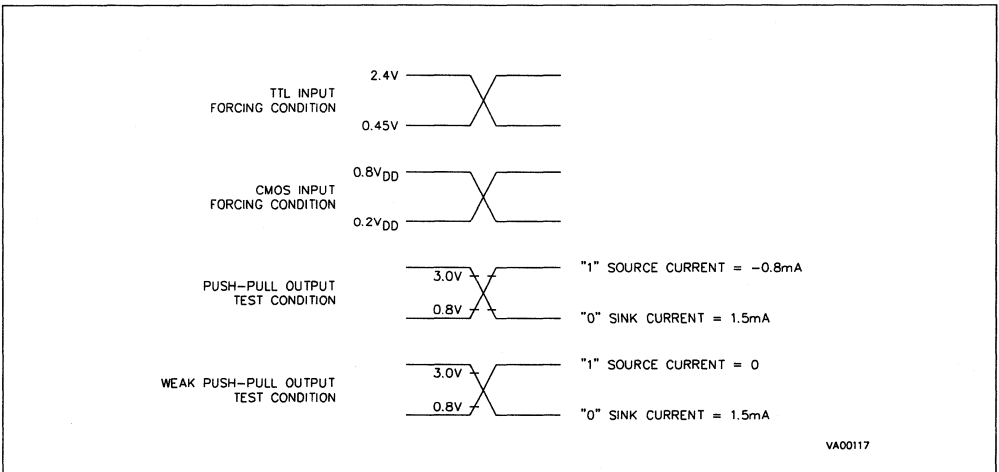 2.4V
TTL INPUT
FORCING CONDITION
0.45V
0.8VDD
CMOS INPUT
FORCING CONDITION
0.2VDD
3.0V
"1" SOURCE CURRENT = -0.8mA
PUSH-PULL OUTPUT
TEST CONDITION
0.8V
"0" SINK CURRENT = 1.5mA
3.0V
"1" SOURCE CURRENT = 0
WEAK PUSH-PULL OUTPUT
TEST CONDITION
0.8V
"0" SINK CURRENT = 1.5mA
VA00117